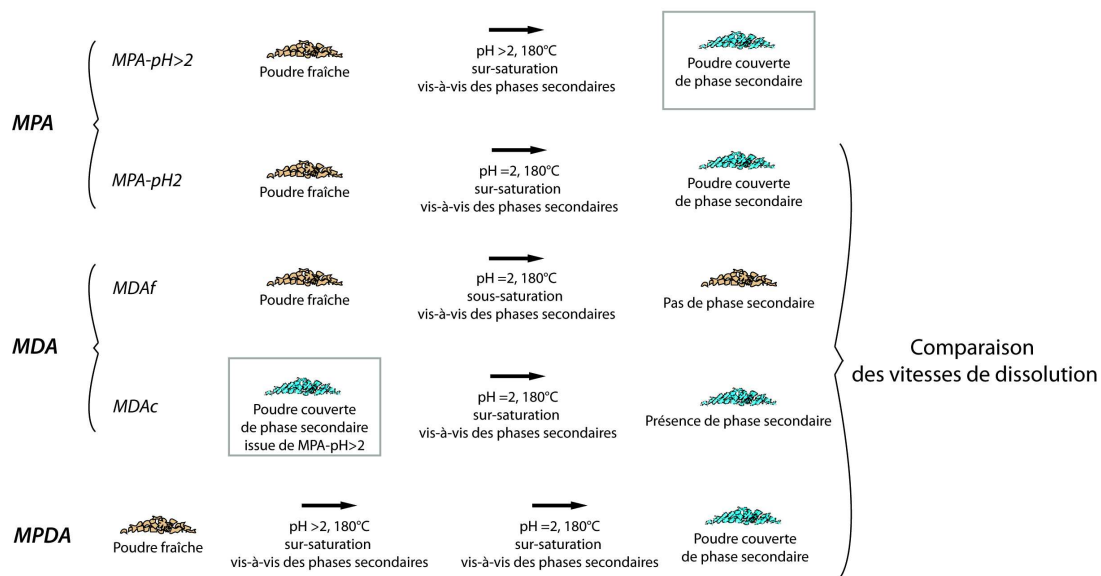 MPA
MPA-pH>2
Poudre fraîche
pH >2, 180°C
sur-saturation
vis-à-vis des phases secondaires
Poudre couverte
de phase secondaire
MPA-pH2
Poudre fraîche
pH =2, 180°C
sur-saturation
vis-à-vis des phases secondaires
Poudre couverte
de phase secondaire
MDA
MDAf
Poudre fraîche
pH =2, 180°C
sous-saturation
vis-à-vis des phases secondaires
Pas de phase secondaire
MDAc
Poudre couverte
de phase secondaire
issue de MPA-pH>2
pH =2, 180°C
sur-saturation
vis-à-vis des phases secondaires
Présence de phase secondaire
MPDA
Poudre fraîche
pH >2, 180°C
sur-saturation
vis-à-vis des phases secondaires
pH =2, 180°C
sur-saturation
vis-à-vis des phases secondaires
Poudre couverte
de phase secondaire
Comparaison
des vitesses de dissolution